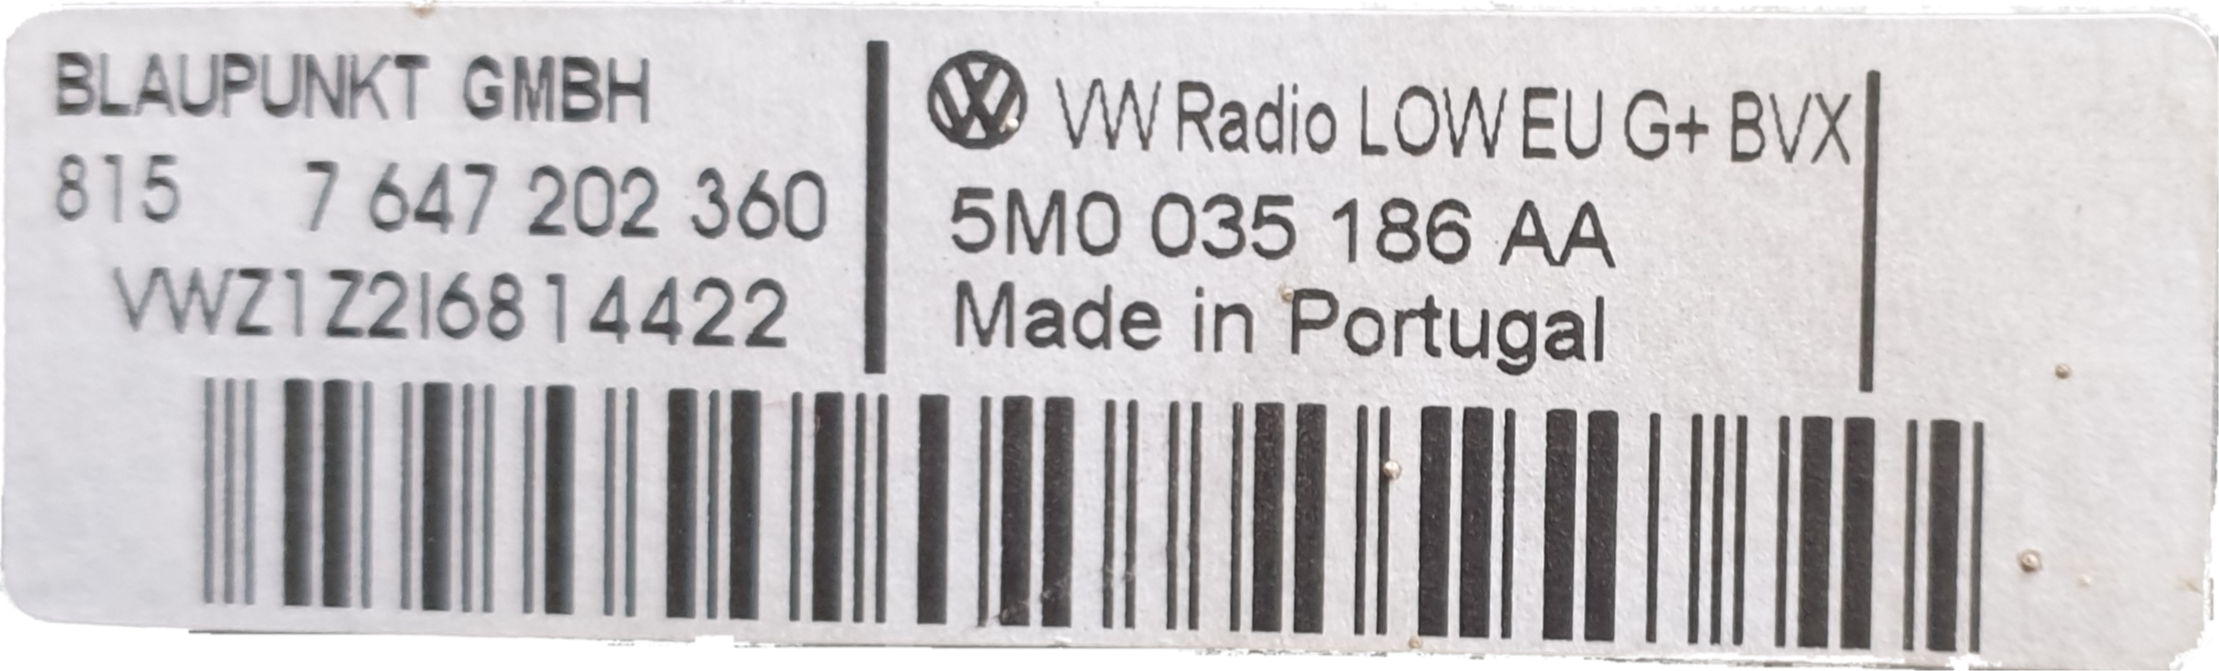 BLAUPUNKT GMBH
815 7 647 202 360
VWZ1Z2I6814422
VW Radio LOW EU G+ BVX
5M0 035 186 AA
Made in Portugal